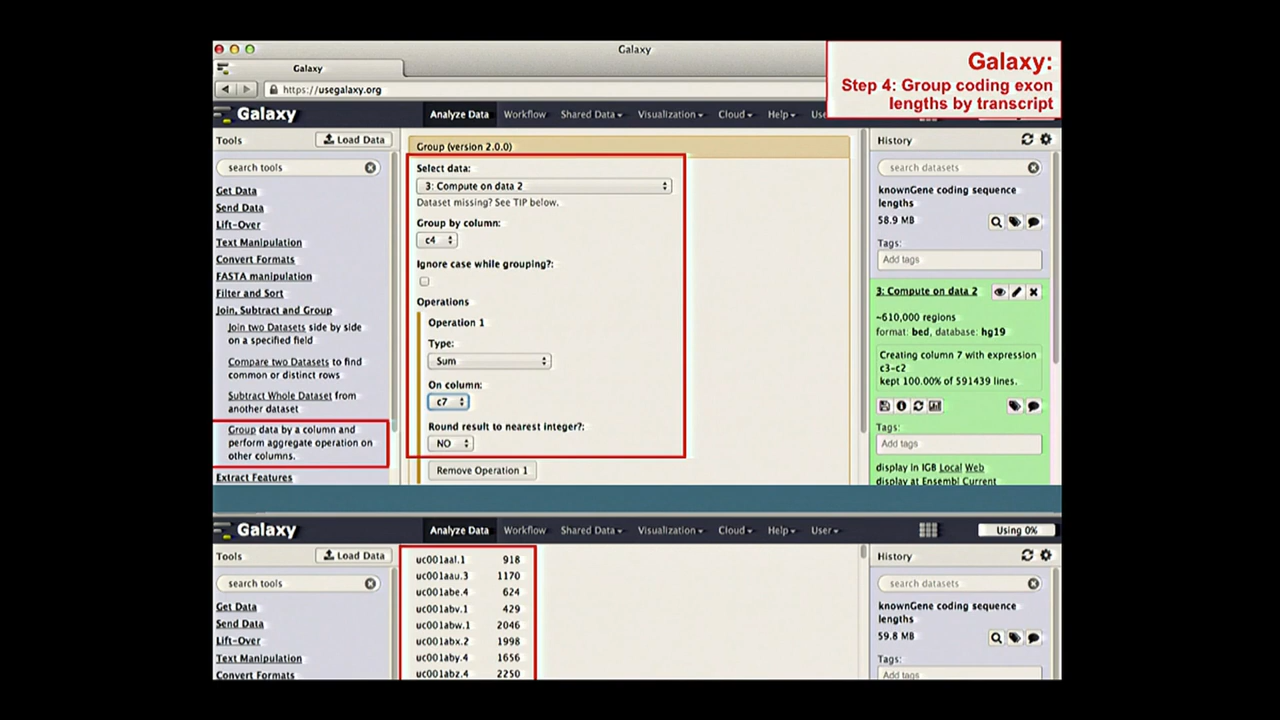 Galaxy
Galaxy
https://usegalaxy.org
Galaxy:
Step 4: Group coding exon
lengths by transcript
Galaxy
Analyze Data Workflow Shared Data Visualization Cloud Help
Tools
Load Data
search tools
Get Data
Send Data
Lift-Over
Text Manipulation
Convert Formats
FASTA manipulation
Filter and Sort
Join, Subtract and Group
Join two Datasets side by side
on a specified field
Compare two Datasets to find
common or distinct rows
Subtract Whole Dataset from
another dataset
Group data by a column and
perform aggregate operation on
other columns.
Extract Features
Group (version 2.0.0)
Select data:
3: Compute on data 2
Dataset missing? See TIP below.
Group by column:
c4
Ignore case while grouping?:
Operations
Operation 1
Type:
Sum
On column:
c7
Round result to nearest integer?:
NO
Remove Operation 1
History
search datasets
knownGene coding sequence
lengths
58.9 MB
Tags:
Add tags
3: Compute on data 2
~610,000 regions
format: bed, database: hg19
Creating column 7 with expression
c3-c2
kept 100.00% of 591439 lines.
Tags:
Add tags
display in IGB Local Web
display at Ensembl Current
Galaxy
Analyze Data Workflow Shared Data Visualization Cloud Help User
Using 0%
Tools
Load Data
search tools
Get Data
Send Data
Lift-Over
Text Manipulation
Convert Formats
uc001aal.1 918
uc001aau.3 1170
uc001abe.4 624
uc001abv.1 429
uc001abw.1 2046
uc001abx.2 1998
uc001aby.4 1656
uc001abz.4 2250
History
search datasets
knownGene coding sequence
lengths
59.8 MB
Tags:
Add tags